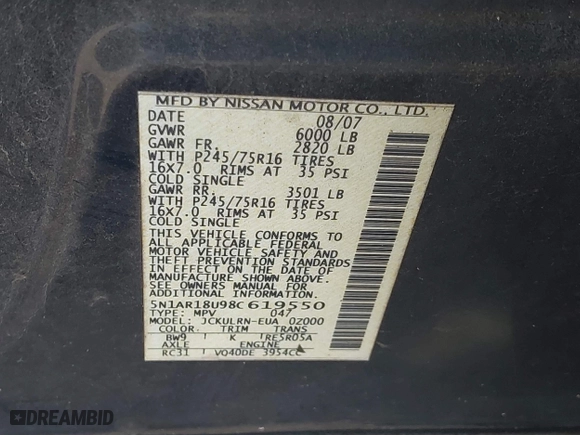 MFD BY NISSAN MOTOR CO., LTD.
DATE 08/07
GVWR 6000 LB
GAWR FR. 2820 LB
WITH P245/75R16 TIRES
16X7.0 RIMS AT 35 PSI
COLD SINGLE
GAWR RR. 3501 LB
WITH P245/75R16 TIRES
16X7.0 RIMS AT 35 PSI
COLD SINGLE
THIS VEHICLE CONFORMS TO
ALL APPLICABLE FEDERAL
MOTOR VEHICLE SAFETY AND
THEFT PREVENTION STANDARDS
IN EFFECT ON THE DATE OF
MANUFACTURE SHOWN ABOVE.
SEE OWNERS MANUAL FOR
ADDITIONAL INFORMATION.
5N1AR18U98C619550
TYPE: MPV 047
MODEL: JCKULRN-EUA 02000
COLOR TRIM TRANS
BW9 K RE5R05A
AXLE ENGINE
RC31 VQ40DE 3954CC
DREAMBID